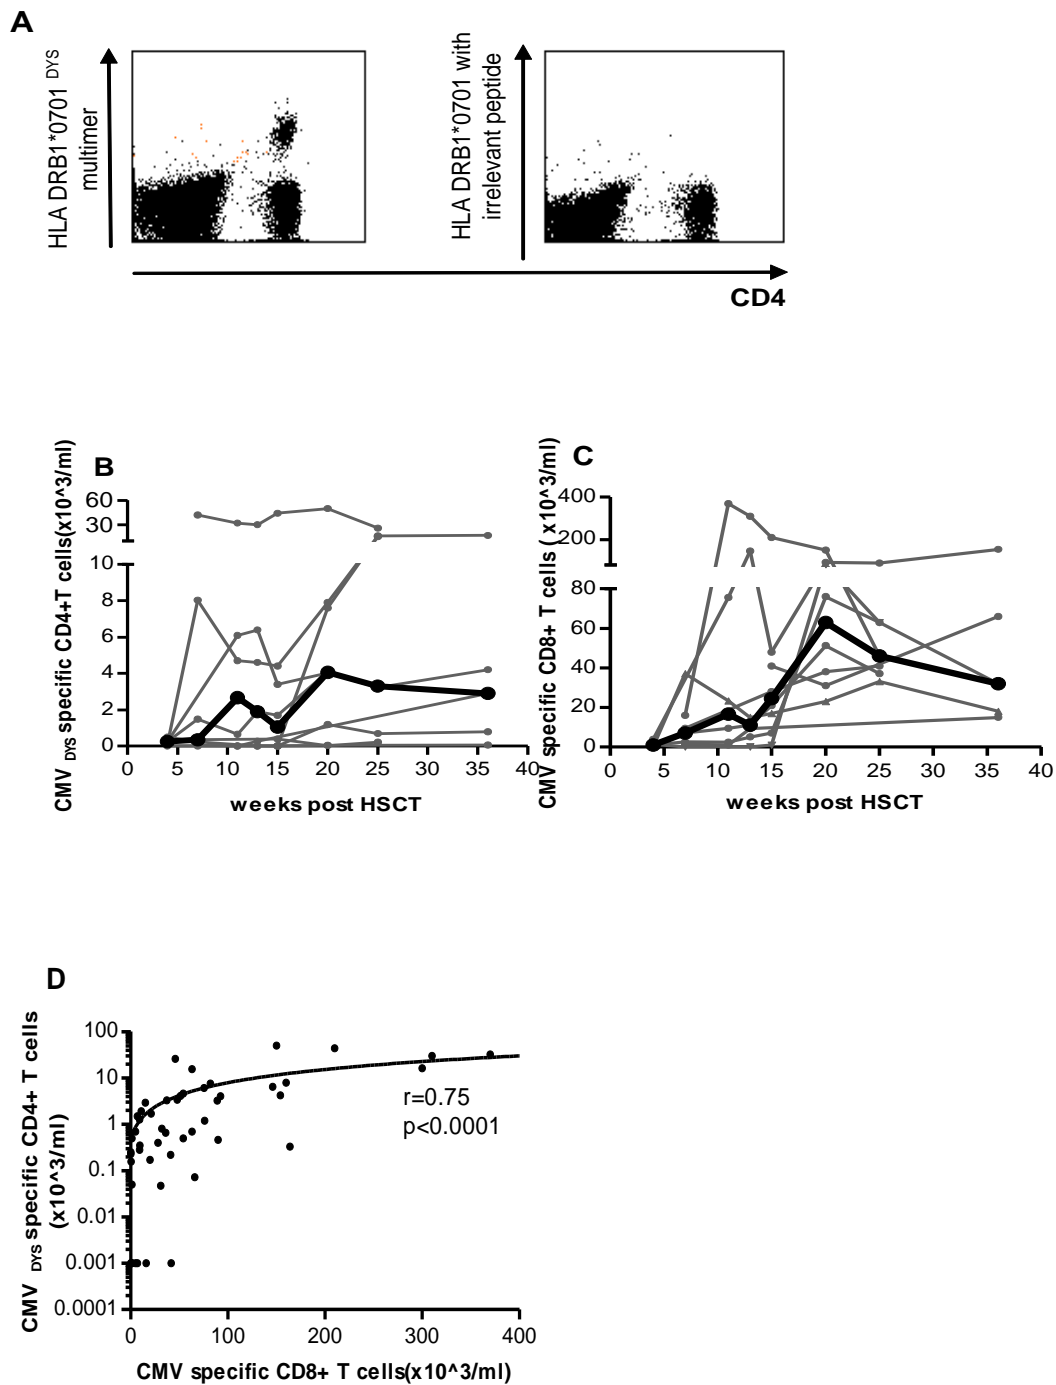 A
HLA DRB1*0701 DYS
multimer
HLA DRB1*0701 with
irrelevant peptide
CD4
B
CMV DYS specific CD4+T cells(x10^3/ml)
60
30
10
8
6
4
2
0
0 5 10 15 20 25 30 35 40
weeks post HSCT
C
CMV specific CD8+ T cells ( x10^3/ml)
400
200
80
60
40
20
0
0 5 10 15 20 25 30 35 40
weeks post HSCT
D
CMV DYS specific CD4+ T cells
(x10^3/ml)
100
10
1
0.1
0.01
0.001
0.0001
r=0.75
p<0.0001
0 100 200 300 400
CMV specific CD8+ T cells(x10^3/ml)